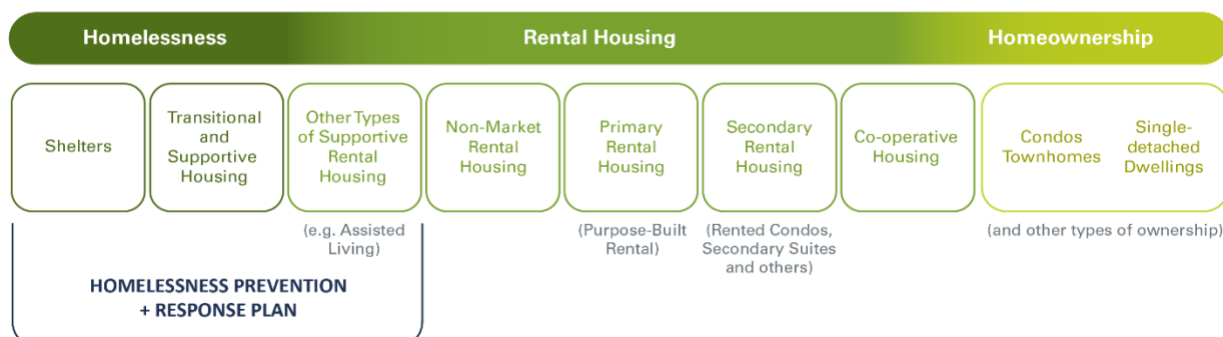 Homelessness
Rental Housing
Homeownership
Shelters
Transitional
and
Supportive
Housing
Other Types
of Supportive
Rental
Housing
Non-Market
Rental
Housing
Primary
Rental
Housing
Secondary
Rental
Housing
Co-operative
Housing
Condos
Townhomes
Single-
detached
Dwellings
(e.g. Assisted
Living)
(Purpose-Built
Rental)
(Rented Condos,
Secondary Suites
and others)
(and other types of ownership)
HOMELESSNESS PREVENTION
+ RESPONSE PLAN